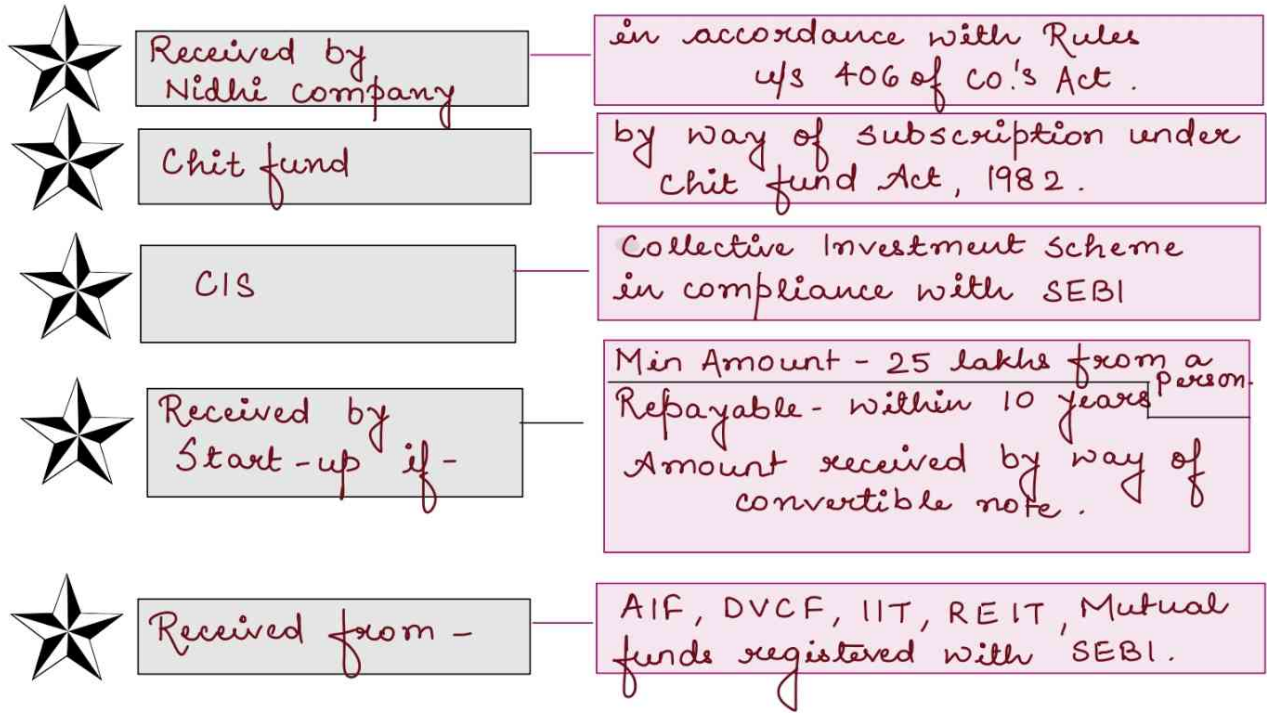 Received by
Nidhi company
in accordance with Rules
u/s 406 of co.'s Act.
Chit fund
by way of subscription under
chit fund Act, 1982.
CIS
Collective Investment Scheme
in compliance with SEBI
Received by
Start-up if-
Min Amount - 25 lakhs from a
Person.
Repayable - within 10 years
Amount received by way of
convertible note.
Received from -
AIF, DVCF, IIT, REIT, Mutual
funds registered with SEBI.